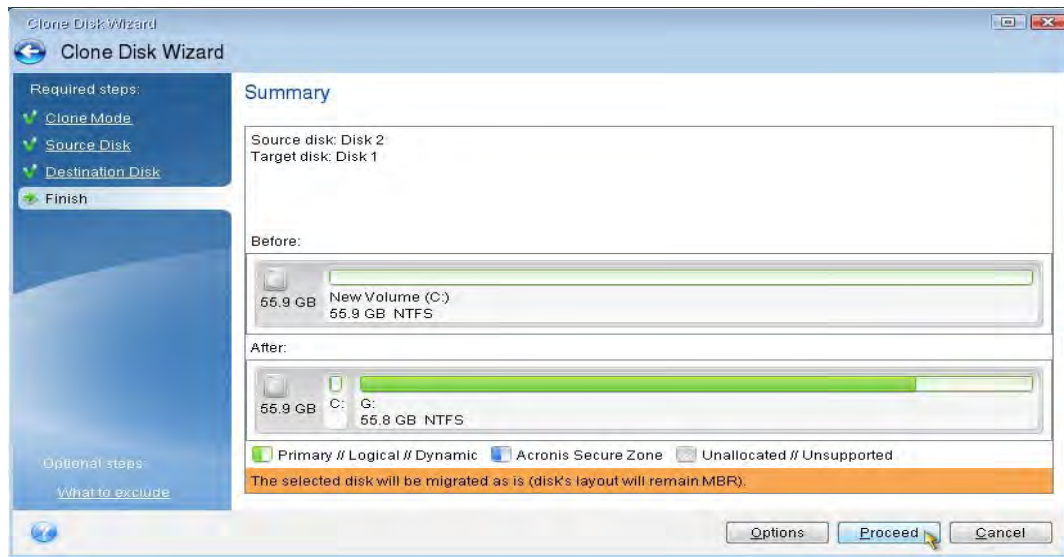 Clone Disk Wizard
Clone Disk Wizard
Required steps:
Clone Mode
Source Disk
Destination Disk
Finish
Optional steps
What to exclude
Summary
Source disk: Disk 2
Target disk: Disk 1
Before:
55.9 GB
New Volume (C:)
55.9 GB NTFS
After:
55.9 GB
C:
G:
55.8 GB NTFS
Primary // Logical // Dynamic Acronis Secure Zone Unallocated // Unsupported
The selected disk will be migrated as is (disk's layout will remain MBR).
? Options Proceed Cancel